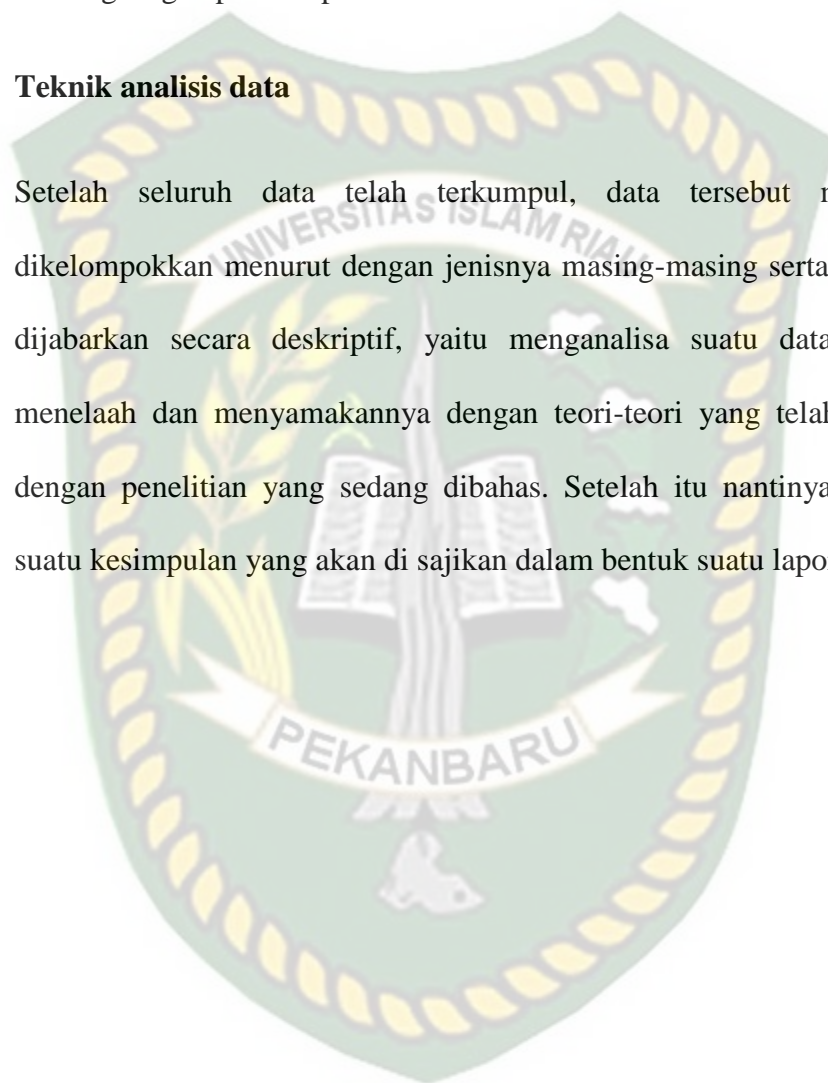 Teknik analisis data
Setelah seluruh data telah terkumpul, data tersebut
UNIVERSITAS ISLAM RIAU
dikelompokkan menurut dengan jenisnya masing-masing serta
dijabarkan secara deskriptif, yaitu menganalisa suatu data
menelaah dan menyamakannya dengan teori-teori yang telah
dengan penelitian yang sedang dibahas. Setelah itu nantinya
suatu kesimpulan yang akan di sajikan dalam bentuk suatu
PEKANBARU